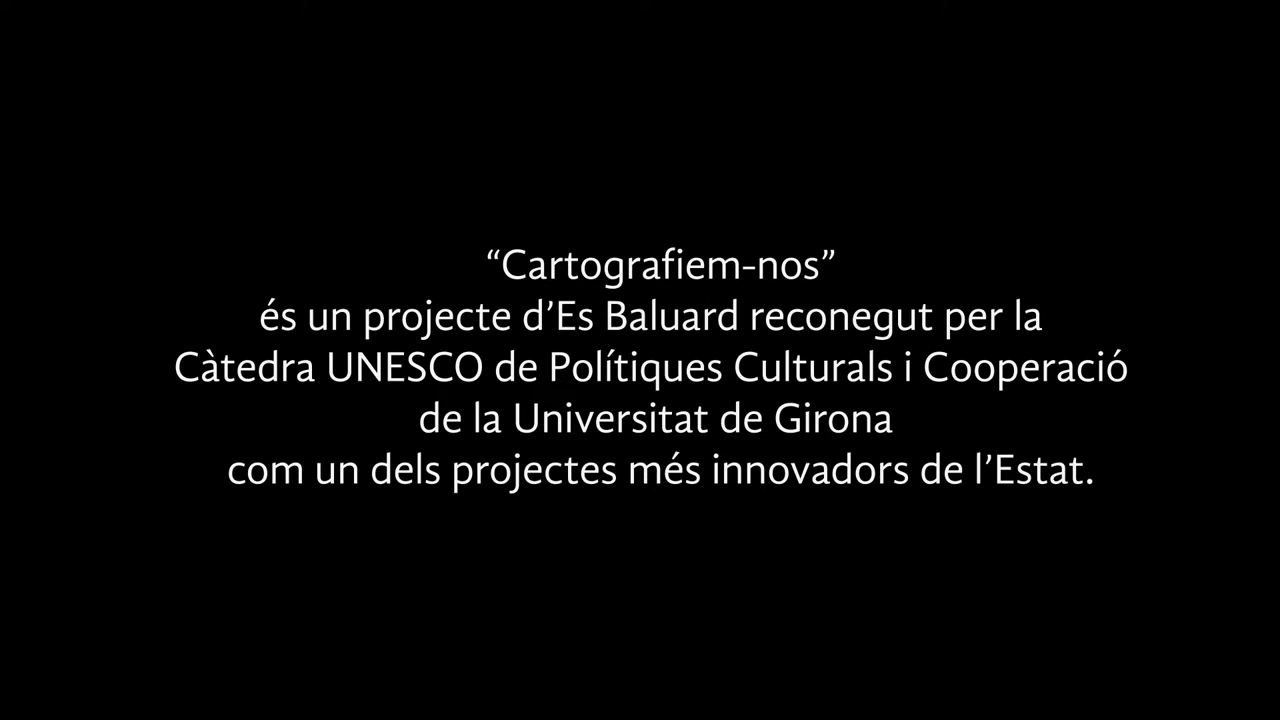 “Cartografiem-nos”
és un projecte d’Es Baluard reconegut per la
Càtedra UNESCO de Polítiques Culturals i Cooperació
de la Universitat de Girona
com un dels projectes més innovadors de l’Estat.